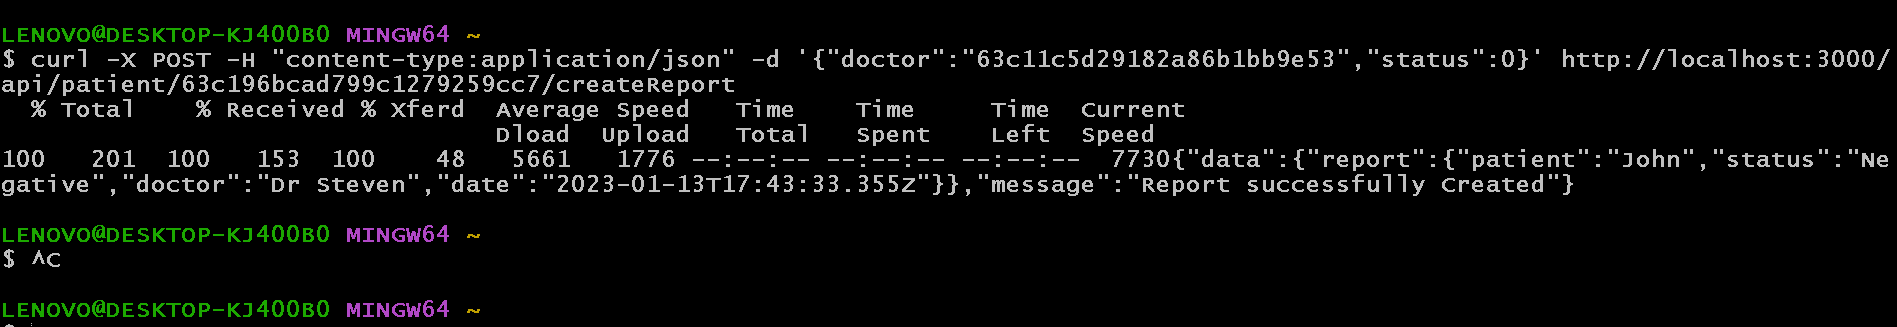 LENOVO@DESKTOP-KJ400B0 MINGW64 ~
$ curl -X POST -H "content-type:application/json" -d '{"doctor":"63c11c5d29182a86b1bb9e53","status":0}' http://localhost:3000/
api/patient/63c196bcad799c1279259cc7/createReport
  % Total    % Received % Xferd  Average Speed   Time    Time     Time  Current
                                 Dload  Upload   Total   Spent    Left  Speed
100   201  100   153  100    48   5661   1776 --:--:-- --:--:-- --:--:--  7730{"data":{"report":{"patient":"John","status":"Ne
gative","doctor":"Dr Steven","date":"2023-01-13T17:43:33.355Z"}},"message":"Report successfully Created"}
LENOVO@DESKTOP-KJ400B0 MINGW64 ~
$ ^C
LENOVO@DESKTOP-KJ400B0 MINGW64 ~